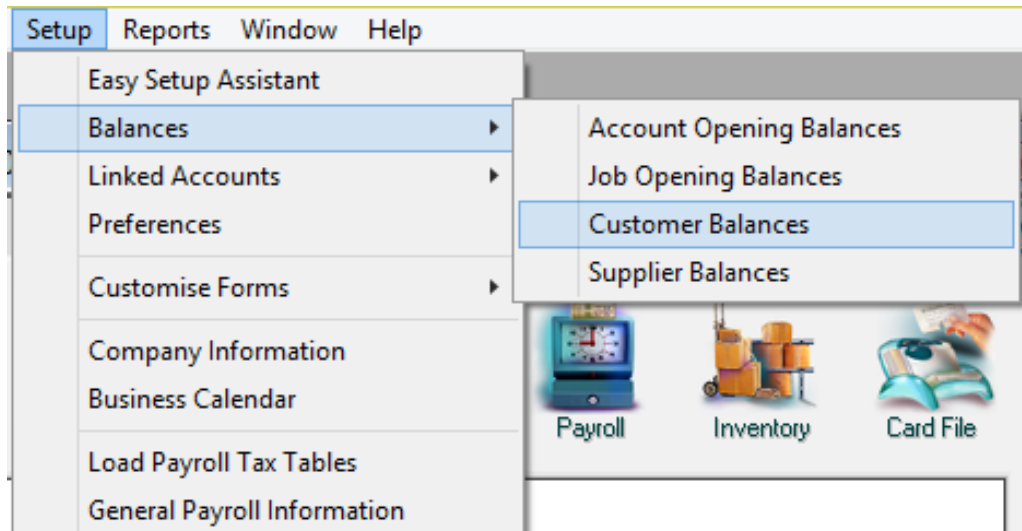 Setup Reports Window Help
Easy Setup Assistant
Balances
Account Opening Balances
Linked Accounts
Job Opening Balances
Preferences
Customer Balances
Supplier Balances
Customise Forms
Company Information
Business Calendar
Payroll Inventory Card File
Load Payroll Tax Tables
General Payroll Information